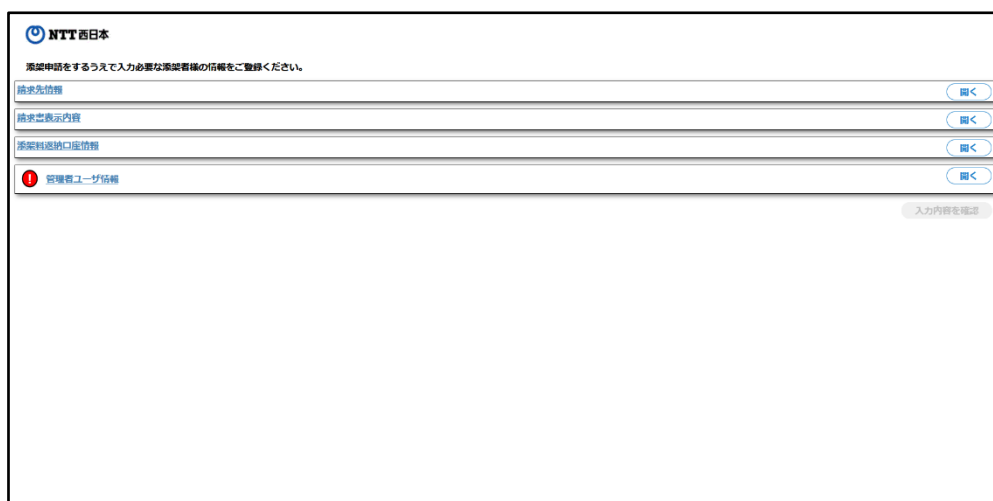 NTT西日本
添架申請をするうえで入力必要な添架者様の情報をご登録ください。
請求先情報
開く
請求書表示内容
開く
添架料返納口座情報
開く
! 管理者ユーザ情報
開く
入力内容を確認